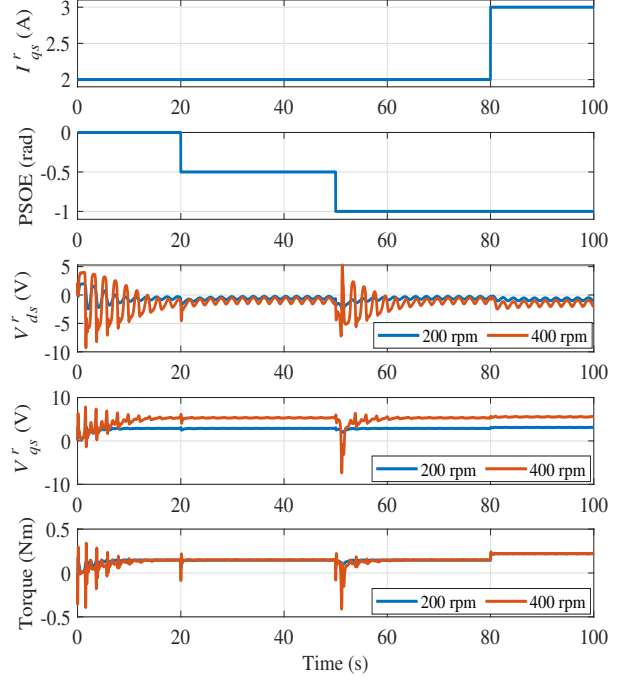 I^r_qs (A)
3
2.5
2
0 20 40 60 80 100
PSOE (rad)
0
-0.5
-1
0 20 40 60 80 100
V^r_ds (V)
5
0
-5
-10
200 rpm 400 rpm
0 20 40 60 80 100
V^r_qs (V)
10
0
-10
200 rpm 400 rpm
0 20 40 60 80 100
Torque (Nm)
0.5
0
-0.5
200 rpm 400 rpm
0 20 40 60 80 100
Time (s)